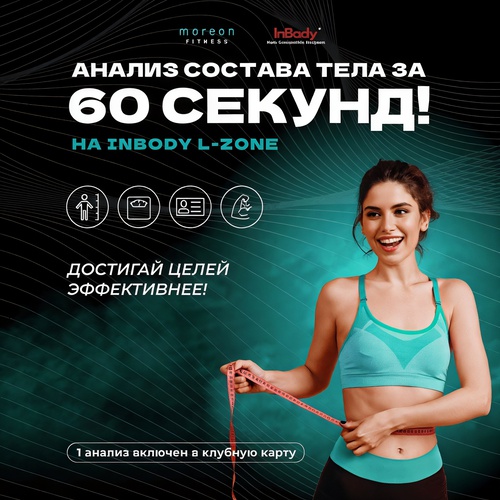 moreon
FITNESS
InBody
АНАЛИЗ СОСТАВА ТЕЛА ЗА
60 СЕКУНД!
НА INBODY L-ZONE
ДОСТИГАЙ ЦЕЛЕЙ
ЭФФЕКТИВНЕЕ!
1 анализ включен в клубную карту